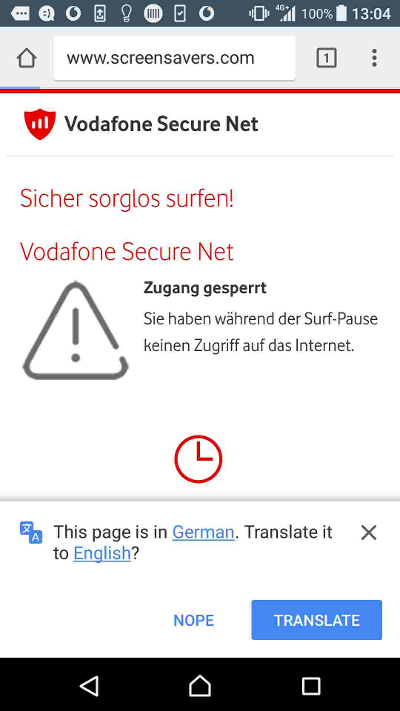 4G+
100%
13:04
www.screensavers.com
1
Vodafone Secure Net
Sicher sorglos surfen!
Vodafone Secure Net
Zugang gesperrt
Sie haben während der Surf-Pause
keinen Zugriff auf das Internet.
This page is in German. Translate it
to English?
NOPE
TRANSLATE